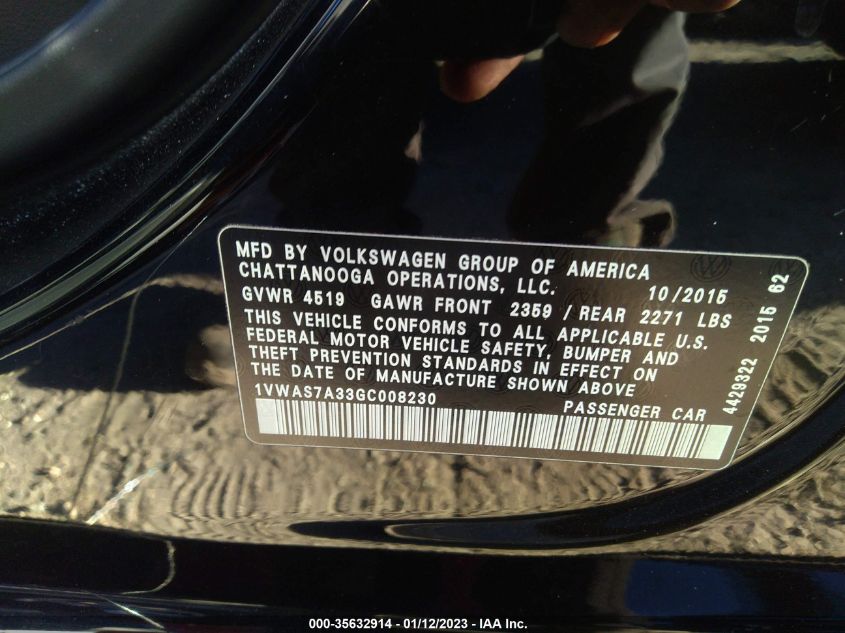 MFD BY VOLKSWAGEN GROUP OF AMERICA
CHATTANOOGA OPERATIONS, LLC. 10/2015
GVWR 4519 GAWR FRONT 2359 / REAR 2271 LBS
THIS VEHICLE CONFORMS TO ALL APPLICABLE U.S.
FEDERAL MOTOR VEHICLE SAFETY, BUMPER AND
THEFT PREVENTION STANDARDS IN EFFECT ON
THE DATE OF MANUFACTURE SHOWN ABOVE
1VWAS7A33GC008230 PASSENGER CAR
4429322 2015 62
000-35632914 - 01/12/2023 - IAA Inc.